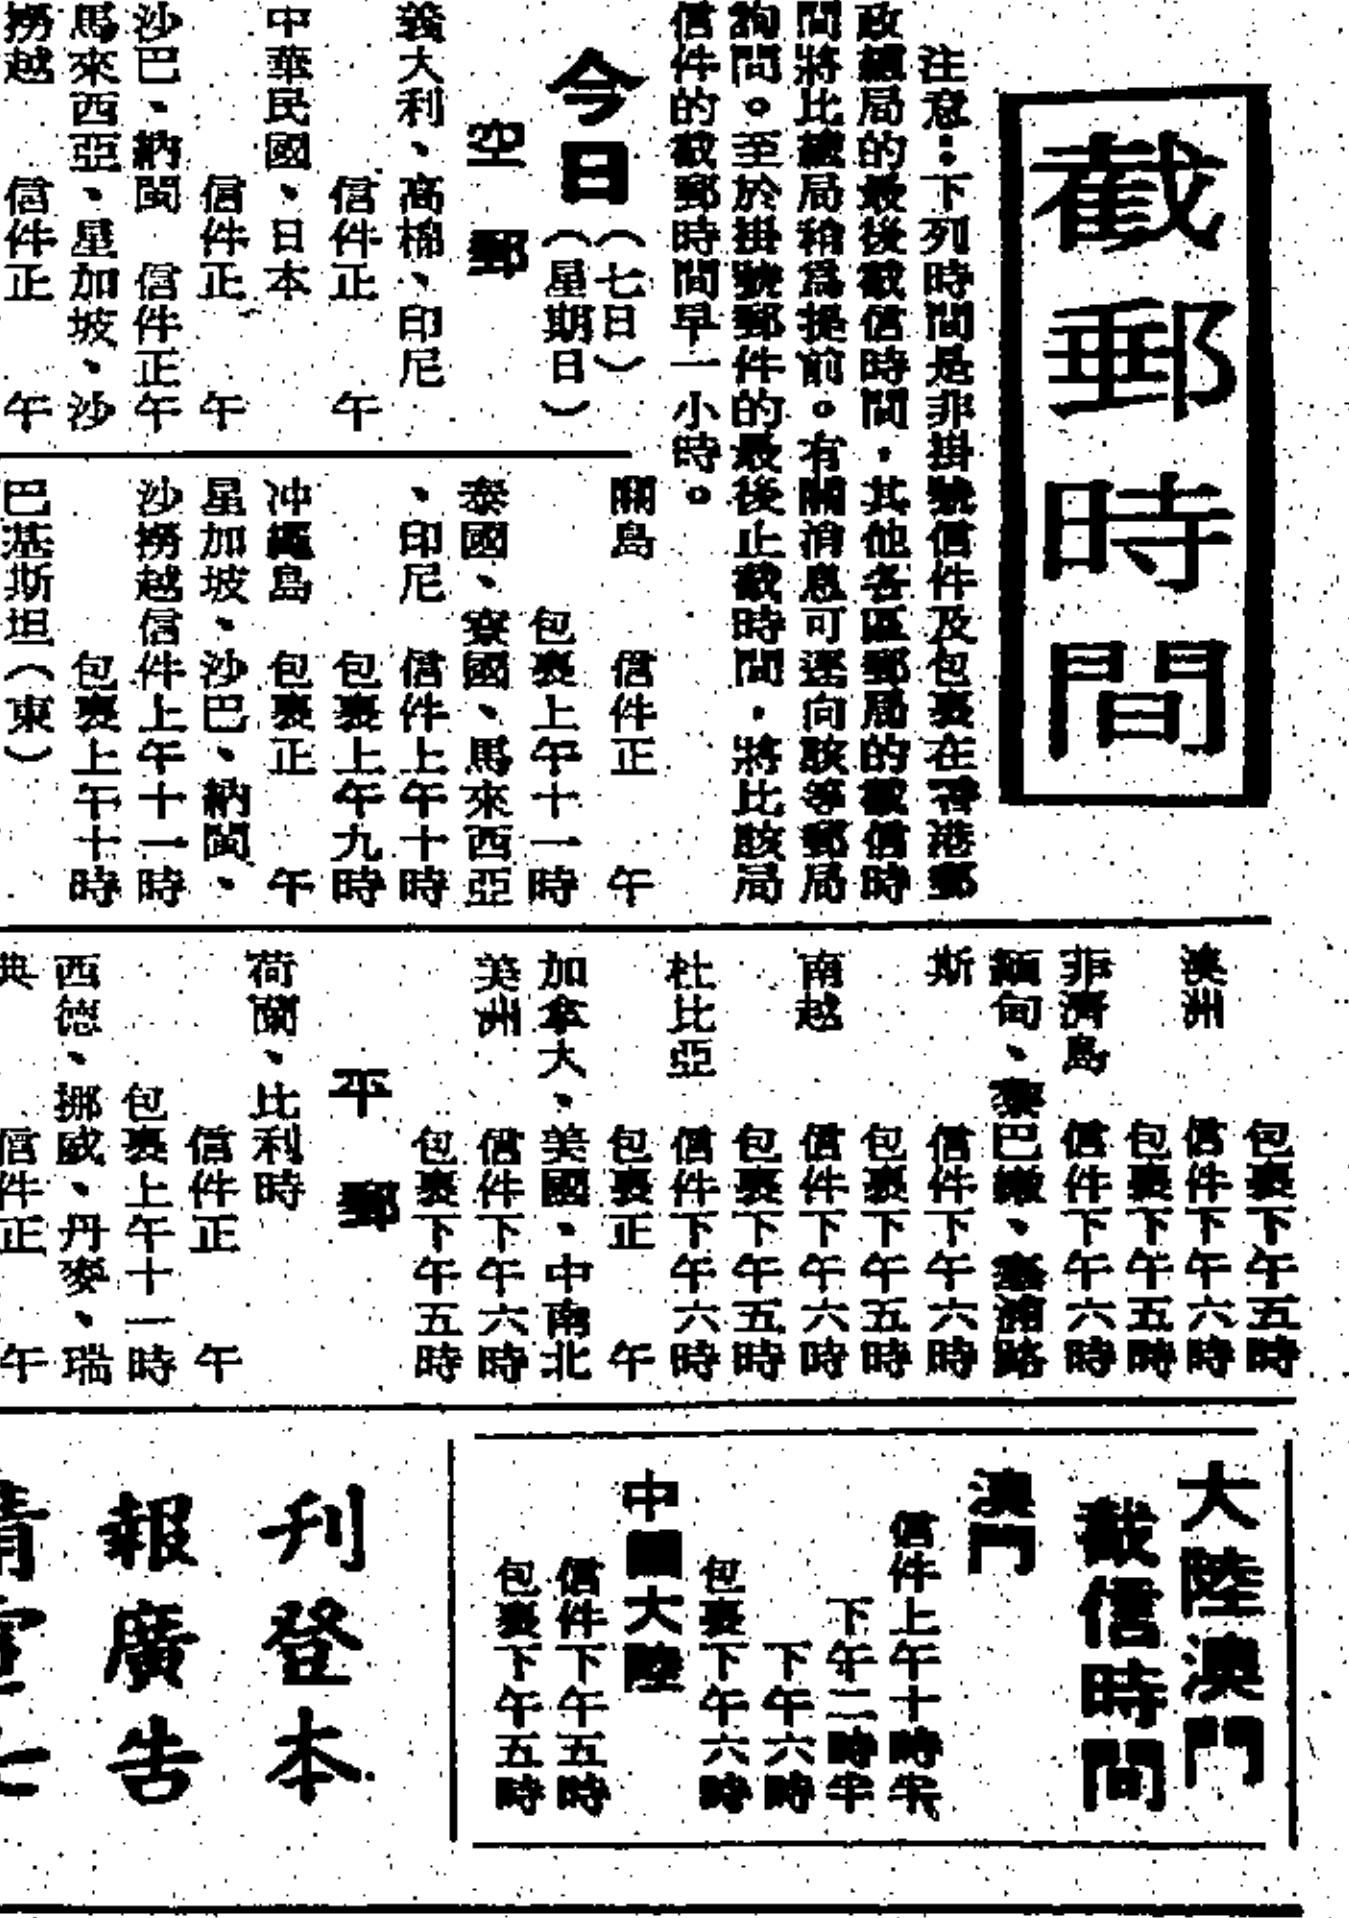 截郵時間
注意：下列時間是非掛號信件及包裹在香港郵
政總局的最後截信時間，其他各區郵局的截信時
間將比總局稍爲提前。有關消息可逕向該等郵局
詢問。至於掛號郵件的最後止截時間，將比該局
信件的截郵時間早一小時。
今日（七日）
（星期日）
空郵
義大利、高棉、印尼
信件正午
中華民國、日本
信件正午
沙巴、納閩 信件正午
馬來西亞、星加坡、沙
撈越 信件正午
關島 信件正午
包裹上午十一時
泰國、寮國、馬來西亞
、印尼 信件上午十時
包裹上午九時
冲繩島 包裹正午
星加坡、沙巴、納閩、
沙撈越信件上午十一時
包裹上午十時
巴基斯坦（東）
包裹下午五時
澳洲 信件下午六時
包裹下午五時
非濟島 信件下午六時
緬甸、寮巴嫩、塞浦路
斯 信件下午六時
包裹下午五時
南越 信件下午六時
包裹下午五時
杜比亞 信件下午六時
包裹正午
加拿大、美國、中南北
美洲 信件下午六時
包裹下午五時
平郵
荷蘭、比利時
信件正午
包裹上午十一時
西德、挪威、丹麥、瑞
典 信件正午
大陸澳門
截信時間
澳門
信件上午十時半
下午二時半
下午六時
包裹下午六時
中國大陸
信件下午五時
包裹下午五時
刊登本
報廣告